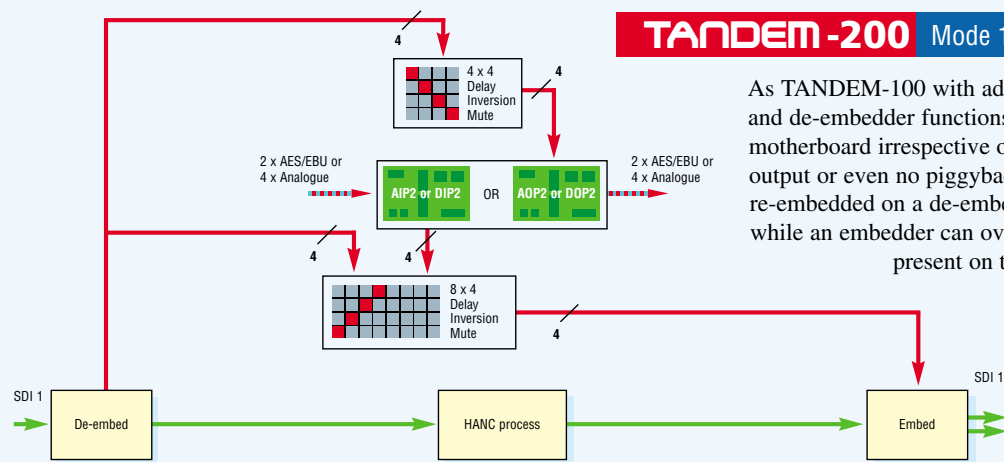 TANDEM-200 Mode 1
As TANDEM-100 with ad
and de-embedder functions
motherboard irrespective o
output or even no piggyba
re-embedded on a de-embe
while an embedder can ov
present on t
4
4 x 4
Delay
Inversion
Mute
4
2 x AES/EBU or
4 x Analogue
AIP2 or DIP2
OR
AOP2 or DOP2
2 x AES/EBU or
4 x Analogue
4
4
8 x 4
Delay
Inversion
Mute
4
SDI 1
De-embed
HANC process
Embed
SDI 1